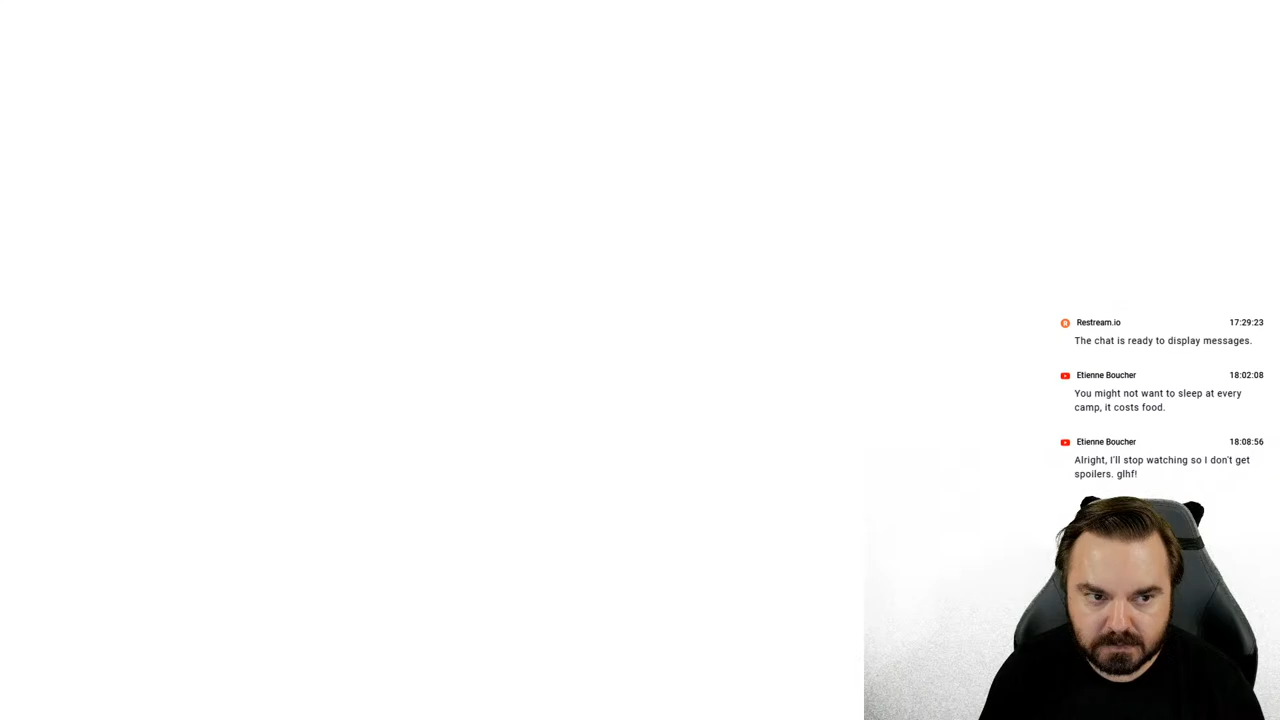 Restream.io 17:29:23
The chat is ready to display messages.
Etienne Boucher 18:02:08
You might not want to sleep at every
camp, it costs food.
Etienne Boucher 18:08:56
Alright, I'll stop watching so I don't get
spoilers. glhf!